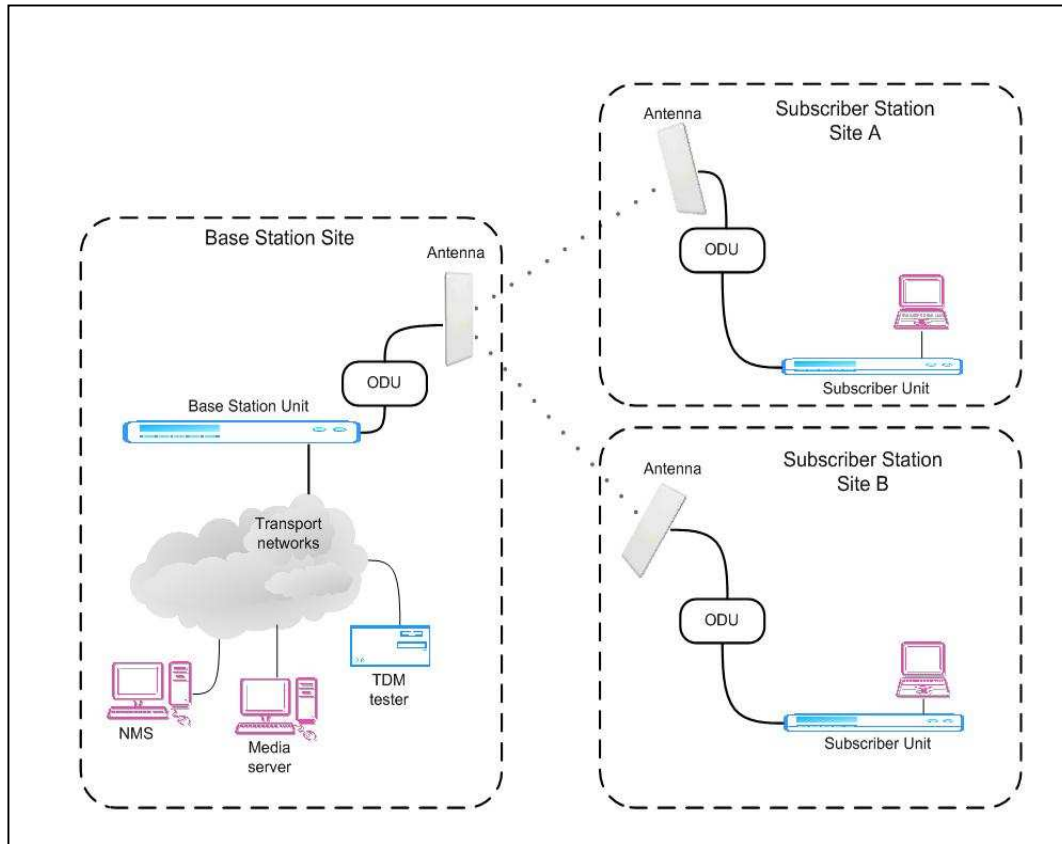 Base Station Site
Antenna
ODU
Base Station Unit
Transport
networks
NMS
Media
server
TDM
tester
Antenna
Subscriber Station
Site A
ODU
Subscriber Unit
Antenna
Subscriber Station
Site B
ODU
Subscriber Unit